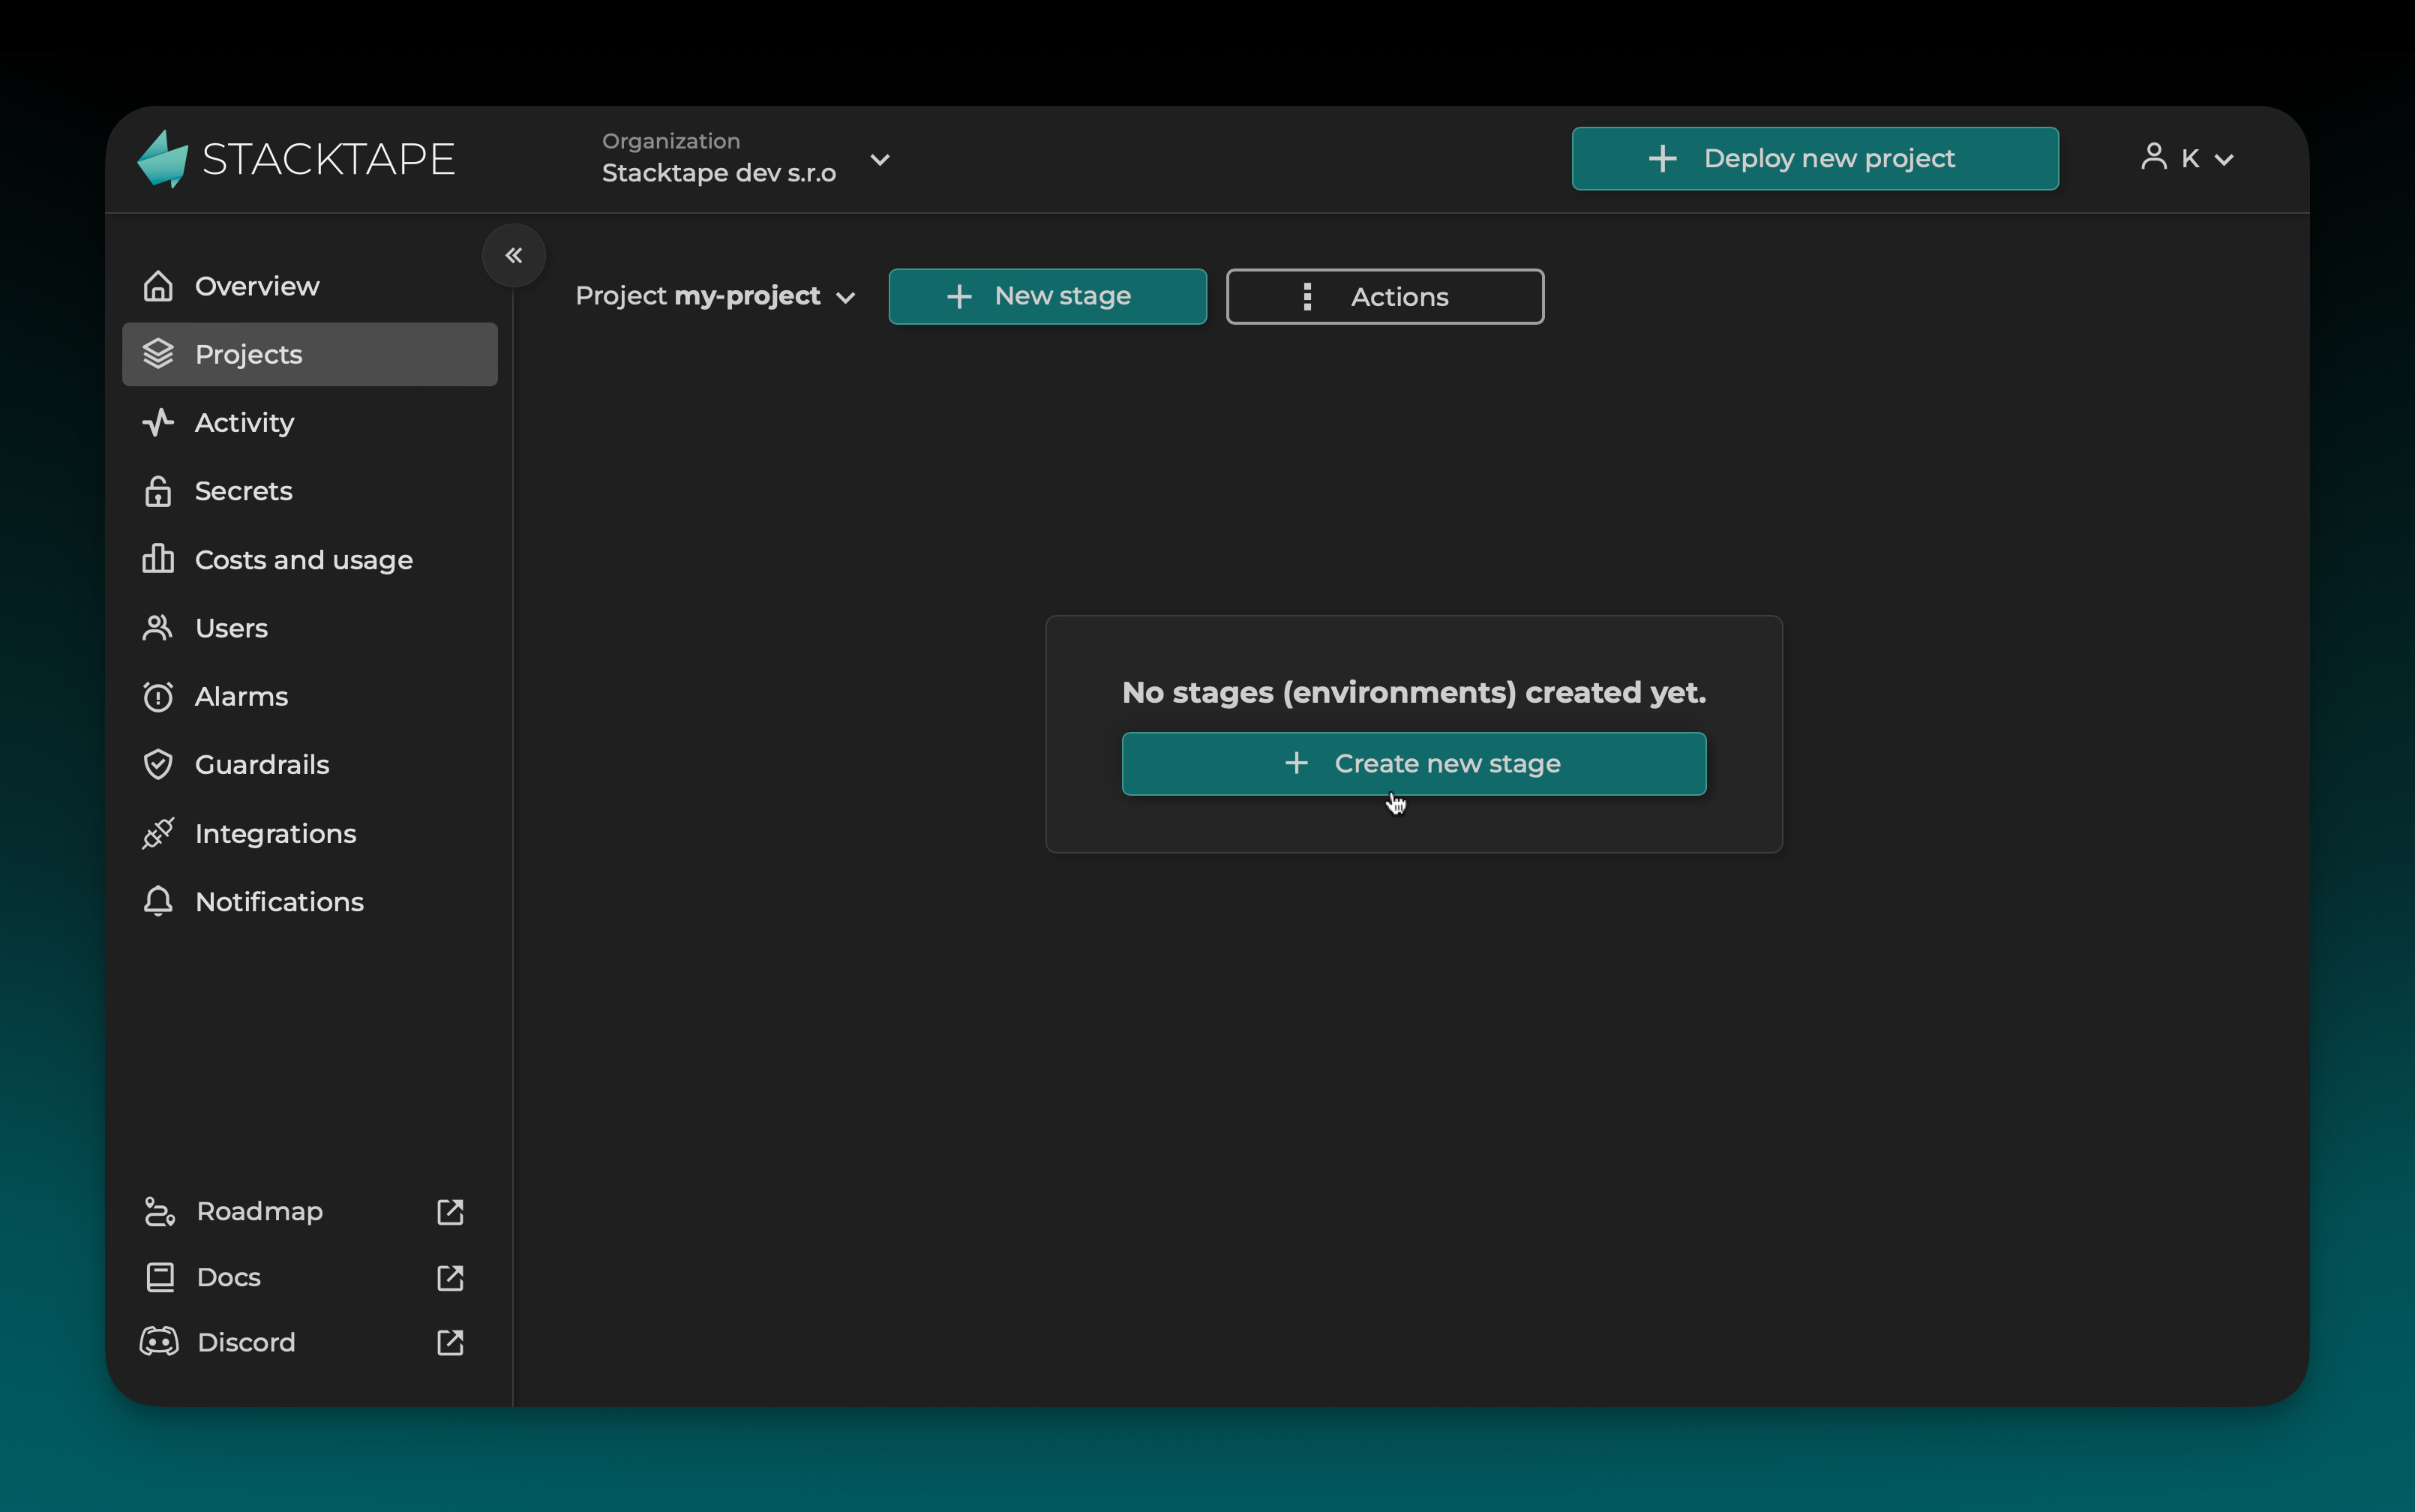 STACKTAPE
Organization
Stacktape dev s.r.o
Deploy new project
K
Overview
Projects
Activity
Secrets
Costs and usage
Users
Alarms
Guardrails
Integrations
Notifications
Roadmap
Docs
Discord
Project my-project
New stage
Actions
No stages (environments) created yet.
Create new stage